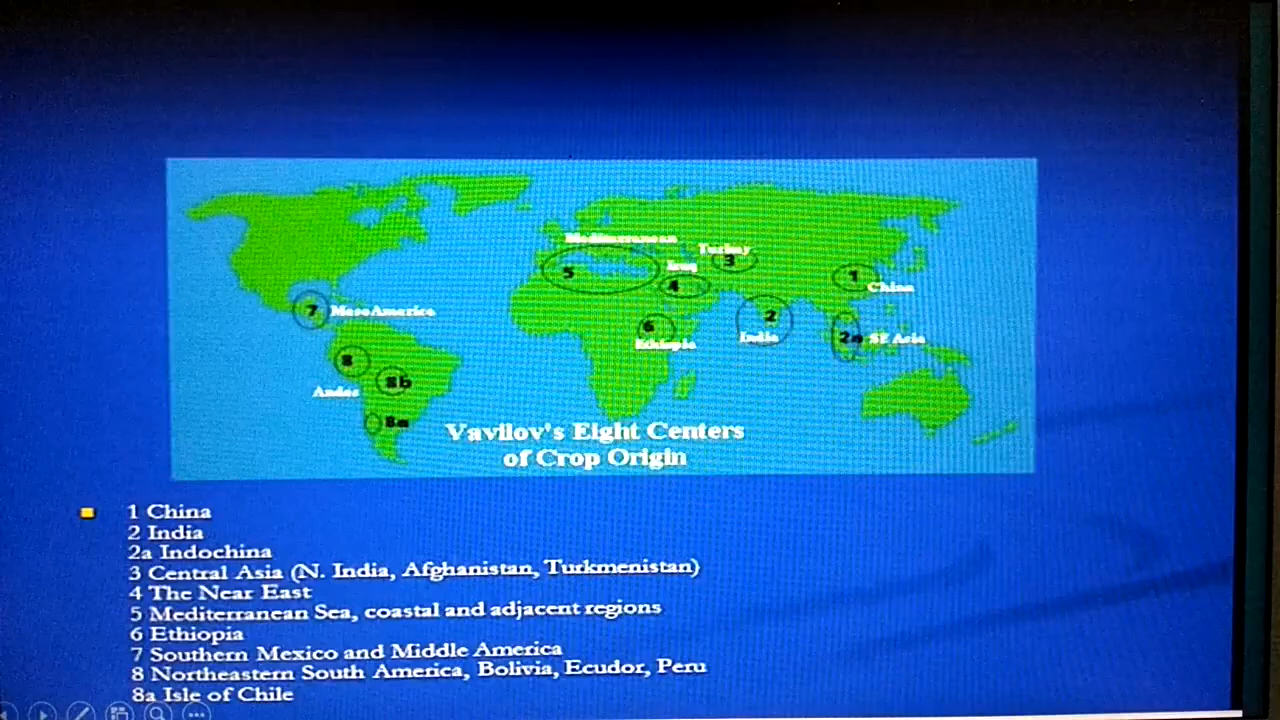 Mediterranean
Turkey
Iraq
5
3
4
1
China
7
MesoAmerica
2
India
6
Ethiopia
2a SE Asia
8
8b
Andes
8a
Vavilov's Eight Centers
of Crop Origin
1 China
2 India
2a Indochina
3 Central Asia (N. India, Afghanistan, Turkmenistan)
4 The Near East
5 Mediterranean Sea, coastal and adjacent regions
6 Ethiopia
7 Southern Mexico and Middle America
8 Northeastern South America, Bolivia, Ecudor, Peru
8a Isle of Chile